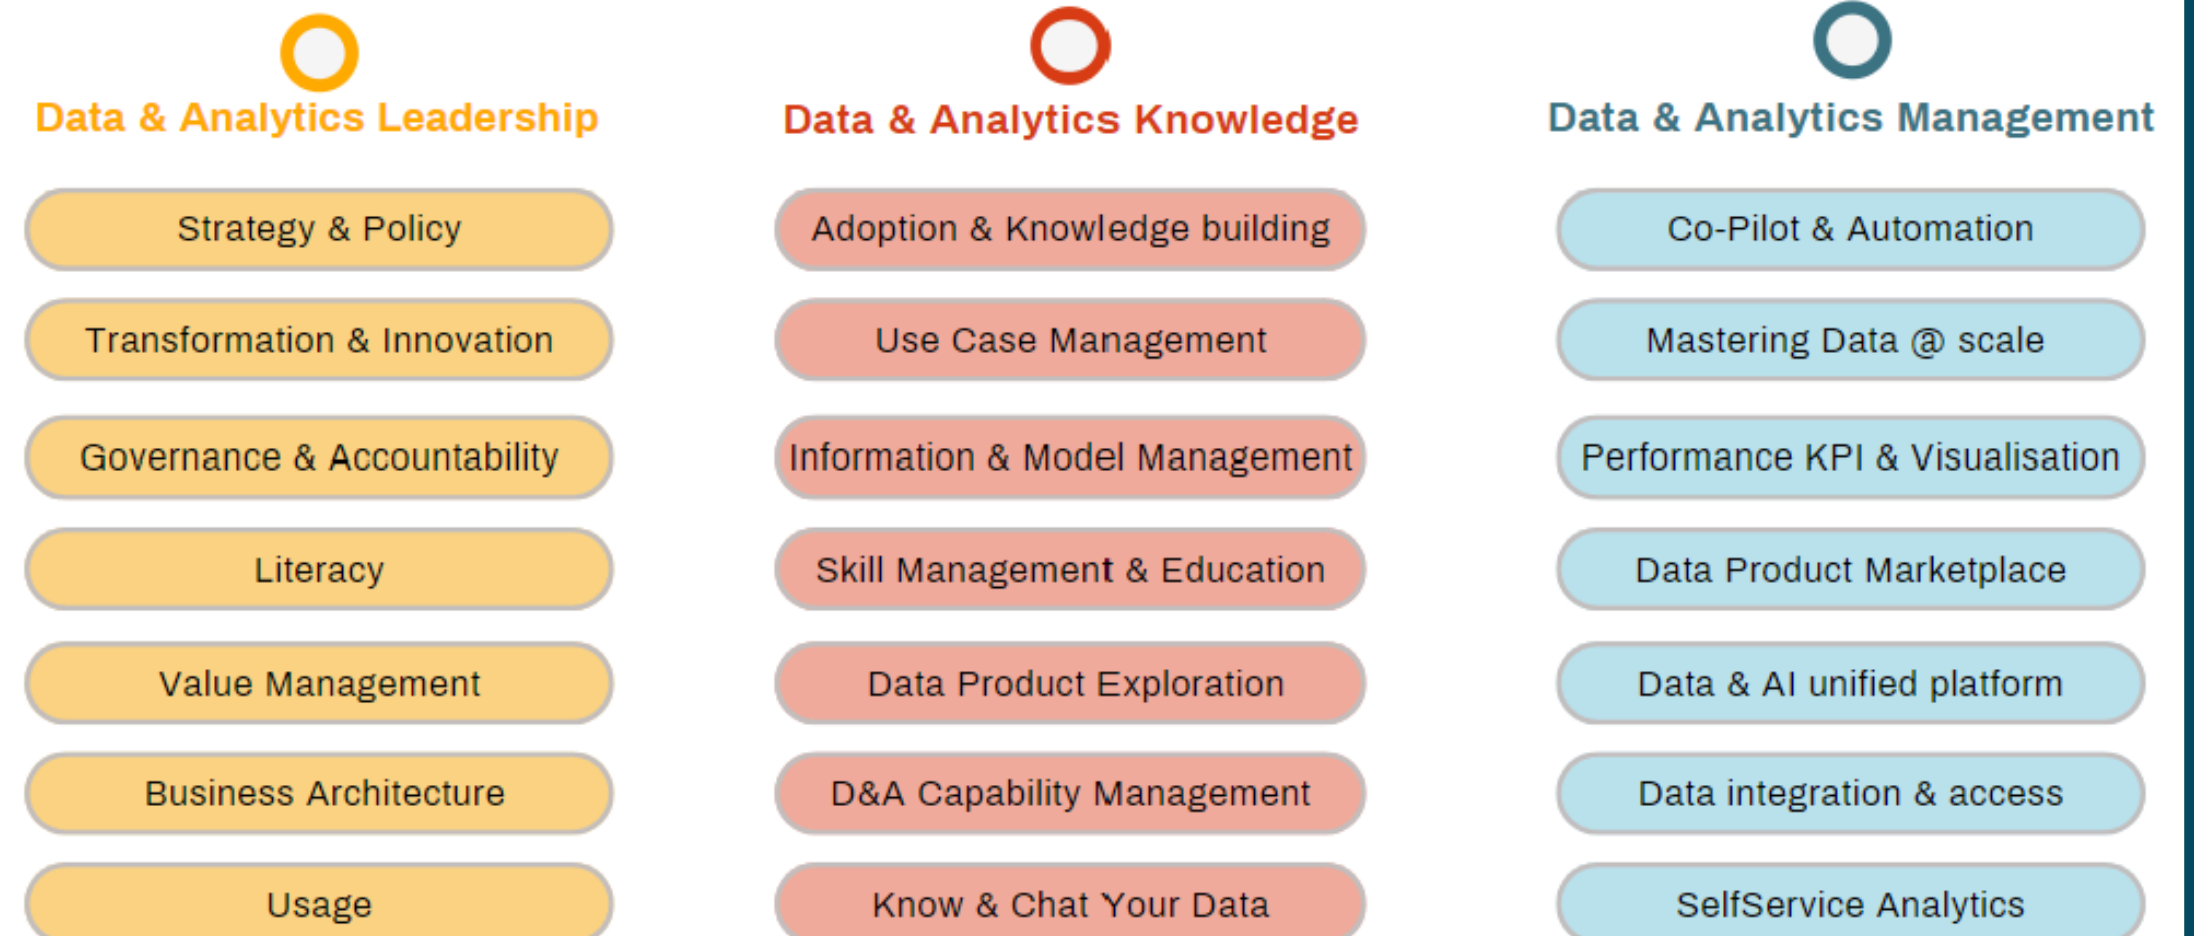 Data & Analytics Leadership
Strategy & Policy
Transformation & Innovation
Governance & Accountability
Literacy
Value Management
Business Architecture
Usage
Data & Analytics Knowledge
Adoption & Knowledge building
Use Case Management
Information & Model Management
Skill Management & Education
Data Product Exploration
D&A Capability Management
Know & Chat Your Data
Data & Analytics Management
Co-Pilot & Automation
Mastering Data @ scale
Performance KPI & Visualisation
Data Product Marketplace
Data & AI unified platform
Data integration & access
SelfService Analytics